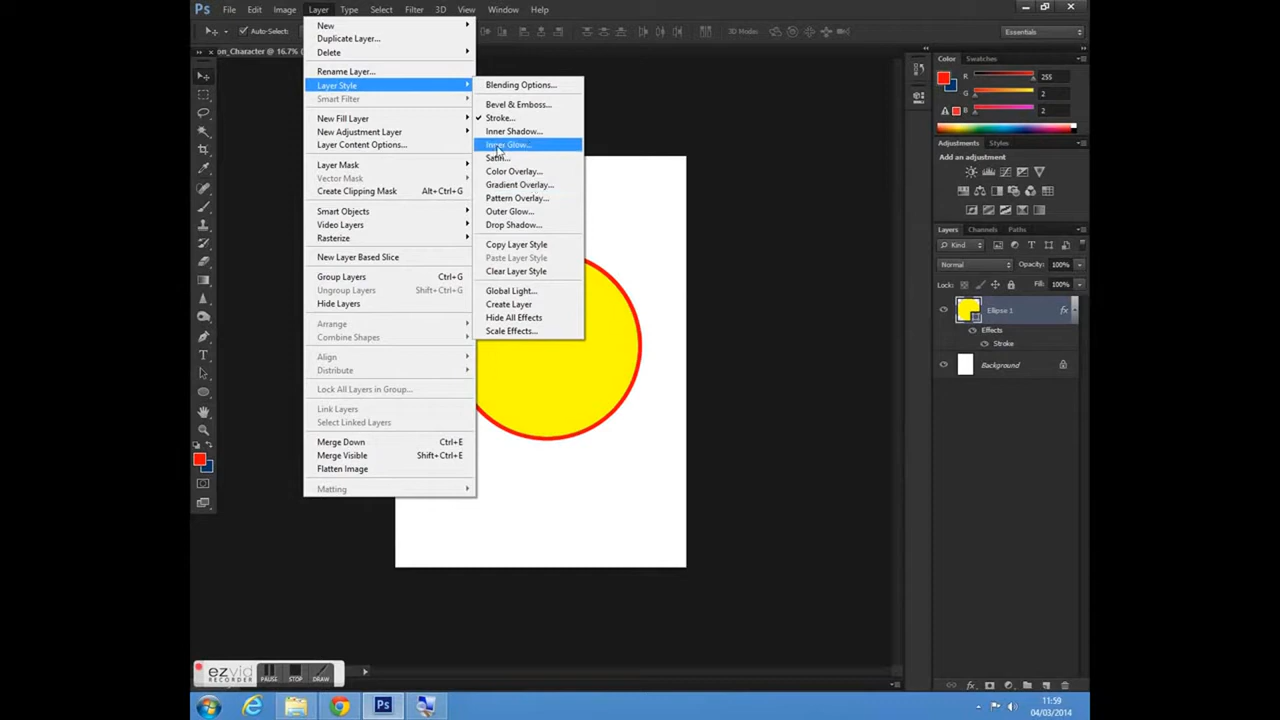 Ps File Edit Image Layer Type Select Filter 3D View Window Help
Auto-Select:
3D Mode:
Essentials
on_Character @ 16.7%
New
Duplicate Layer...
Delete
Rename Layer...
Layer Style
Smart Filter
New Fill Layer
New Adjustment Layer
Layer Content Options...
Layer Mask
Vector Mask
Create Clipping Mask Alt+Ctrl+G
Smart Objects
Video Layers
Rasterize
New Layer Based Slice
Group Layers Ctrl+G
Ungroup Layers Shift+Ctrl+G
Hide Layers
Arrange
Combine Shapes
Align
Distribute
Lock All Layers in Group...
Link Layers
Select Linked Layers
Merge Down Ctrl+E
Merge Visible Shift+Ctrl+E
Flatten Image
Matting
Blending Options...
Bevel & Emboss...
Stroke...
Inner Shadow...
Inner Glow...
Satin...
Color Overlay...
Gradient Overlay...
Pattern Overlay...
Outer Glow...
Drop Shadow...
Copy Layer Style
Paste Layer Style
Clear Layer Style
Global Light...
Create Layer
Hide All Effects
Scale Effects...
Color Swatches
R 255
G 2
B 2
Adjustments Styles
Add an adjustment
Layers Channels Paths
Kind
Normal Opacity: 100%
Lock: Fill: 100%
Ellipse 1 fx
Effects
Stroke
Background
fx
ezvid
RECORDER
PAUSE STOP DRAW
Ps
11:59
04/03/2014